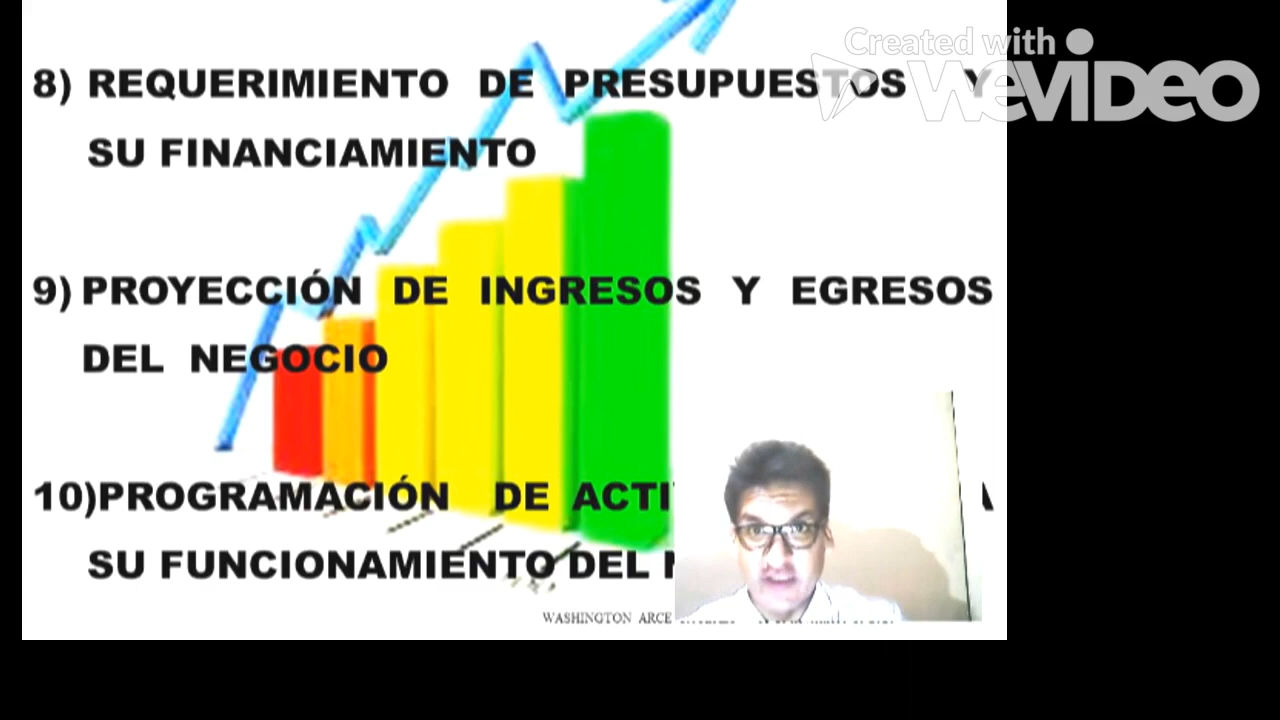 Created with
WEVIDEO
8) REQUERIMIENTO DE PRESUPUESTOS Y
SU FINANCIAMIENTO
9) PROYECCIÓN DE INGRESOS Y EGRESOS
DEL NEGOCIO
10)PROGRAMACIÓN DE
SU FUNCIONAMIENTO DEL
WASHINGTON ARCE